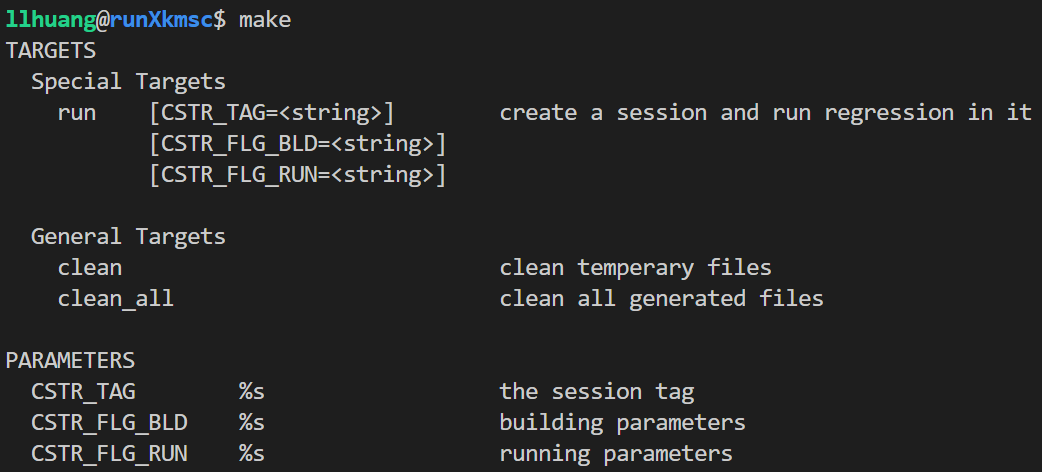 llhuang@runXkmsc$ make
TARGETS
  Special Targets
    run    [CSTR_TAG=<string>]        create a session and run regression in it
           [CSTR_FLG_BLD=<string>]
           [CSTR_FLG_RUN=<string>]
  General Targets
    clean                             clean temperary files
    clean_all                         clean all generated files
PARAMETERS
  CSTR_TAG        %s                  the session tag
  CSTR_FLG_BLD    %s                  building parameters
  CSTR_FLG_RUN    %s                  running parameters